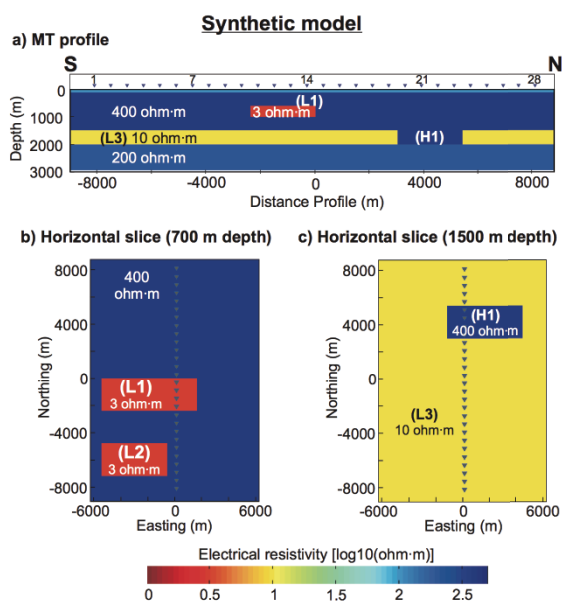 Synthetic model
a) MT profile
S
N
1 7 14 21 28
0
1000
2000
3000
Depth (m)
400 ohm·m
(L1)
3 ohm·m
(L3) 10 ohm·m
(H1)
200 ohm·m
-8000 -4000 0 4000 8000
Distance Profile (m)
b) Horizontal slice (700 m depth)
8000
4000
0
-4000
-8000
Northing (m)
400
ohm·m
(L1)
3 ohm·m
(L2)
3 ohm·m
-6000 0 6000
Easting (m)
c) Horizontal slice (1500 m depth)
8000
4000
0
-4000
-8000
Northing (m)
(H1)
400 ohm·m
(L3)
10 ohm·m
-6000 0 6000
Easting (m)
Electrical resistivity [log10(ohm·m)]
0 0.5 1 1.5 2 2.5